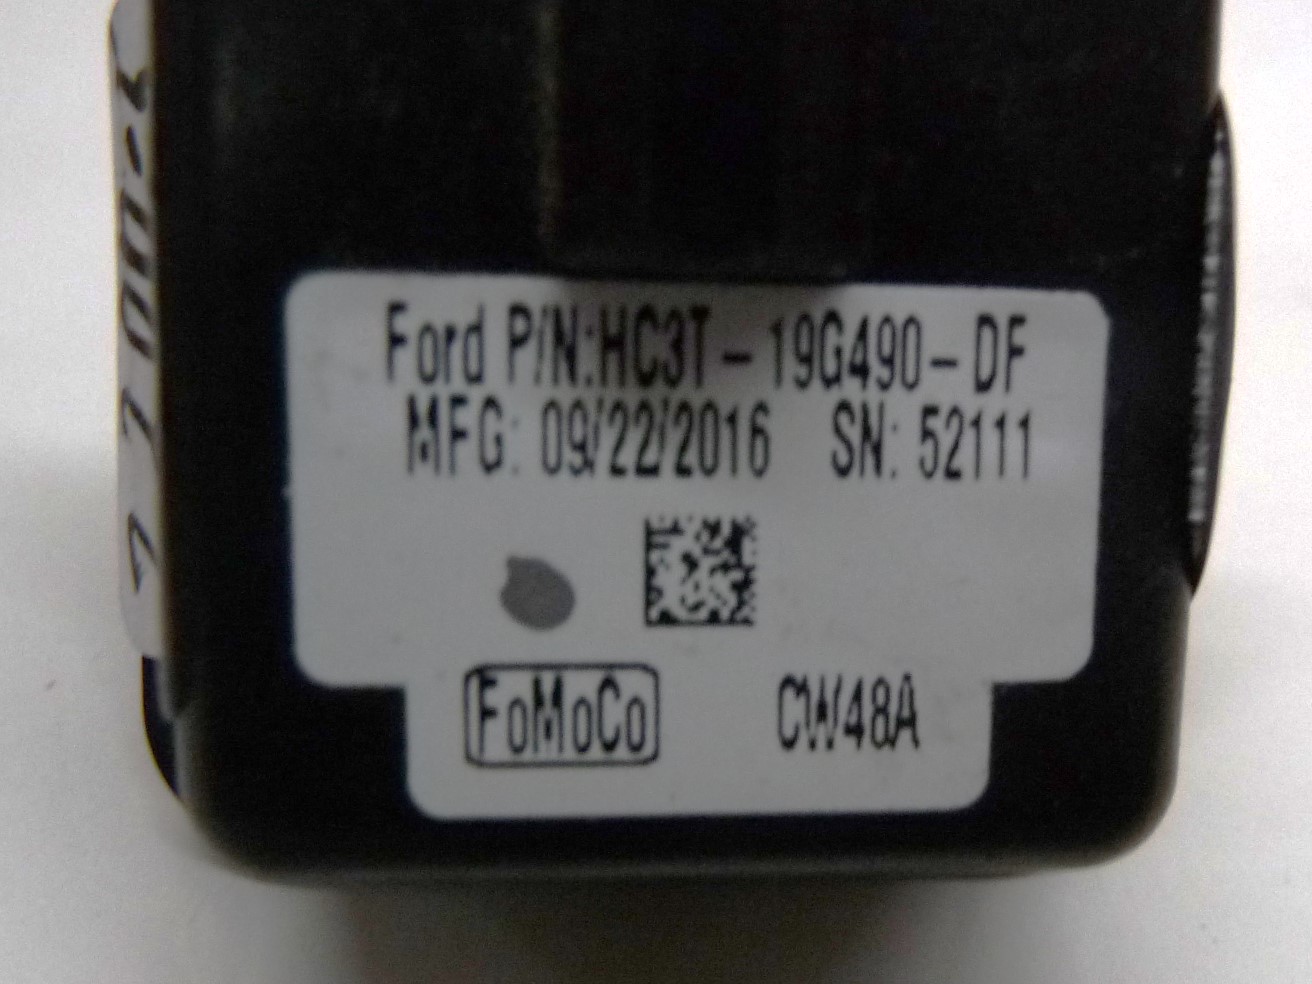 Ford P/N:HC3T-19G490-DF
MFG: 09/22/2016 SN: 52111
FoMoCo CW48A